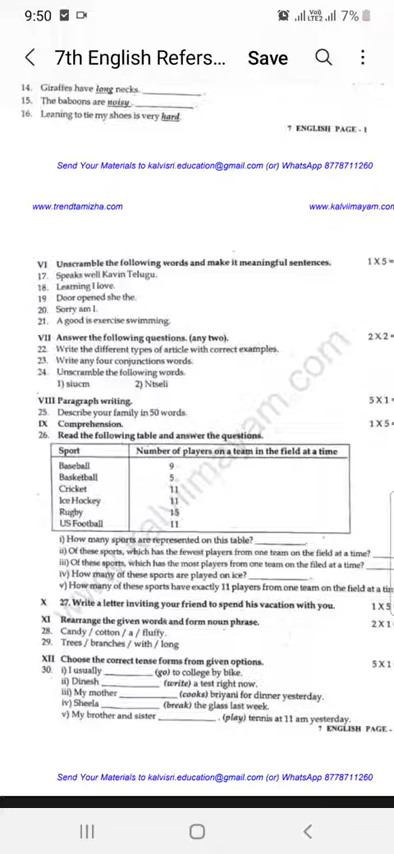 9:50 7%
7th English Refers... Save
14. Giraffes have long necks. ____________
15. The baboons are noisy. ____________
16. Leaning to tie my shoes is very hard.
7 ENGLISH PAGE - 1
Send Your Materials to kalvisri.education@gmail.com (or) WhatsApp 8778711260
www.trendtamizha.com www.kalviimayam.com
VI Unscramble the following words and make it meaningful sentences. 1 X 5 =
17. Speaks well Kavin Telugu.
18. Learning I love.
19 Door opened she the.
20. Sorry am I.
21. A good is exercise swimming.
VII Answer the following questions. (any two). 2 X 2 =
22. Write the different types of article with correct examples.
23. Write any four conjunctions words.
24. Unscramble the following words.
1) siucm 2) Ntseli
VIII Paragraph writing. 5 X 1
25. Describe your family in 50 words.
IX Comprehension. 1 X 5
26. Read the following table and answer the questions.
Sport Number of players on a team in the field at a time
Baseball 9
Basketball 5
Cricket 11
Ice Hockey 11
Rugby 15
US Football 11
i) How many sports are represented on this table? ____________
ii) Of these sports, which has the fewest players from one team on the field at a time? ____
iii) Of these sports, which has the most players from one team on the filed at a time? ____
iv) How many of these sports are played on ice? ____________
v) How many of these sports have exactly 11 players from one team on the field at a
X 27. Write a letter inviting your friend to spend his vacation with you. 1 X 5
XI Rearrange the given words and form noun phrase. 2 X 1
28. Candy / cotton / a / fluffy.
29. Trees / branches / with / long
XII Choose the correct tense forms from given options. 5 X 1
30. i) I usually ____________ (go) to college by bike.
ii) Dinesh ____________ (write) a test right now.
iii) My mother ____________ (cooks) briyani for dinner yesterday.
iv) Sheela ____________ (break) the glass last week.
v) My brother and sister ____________. (play) tennis at 11 am yesterday.
7 ENGLISH PAGE -
Send Your Materials to kalvisri.education@gmail.com (or) WhatsApp 8778711260
www.kalviimayam.com